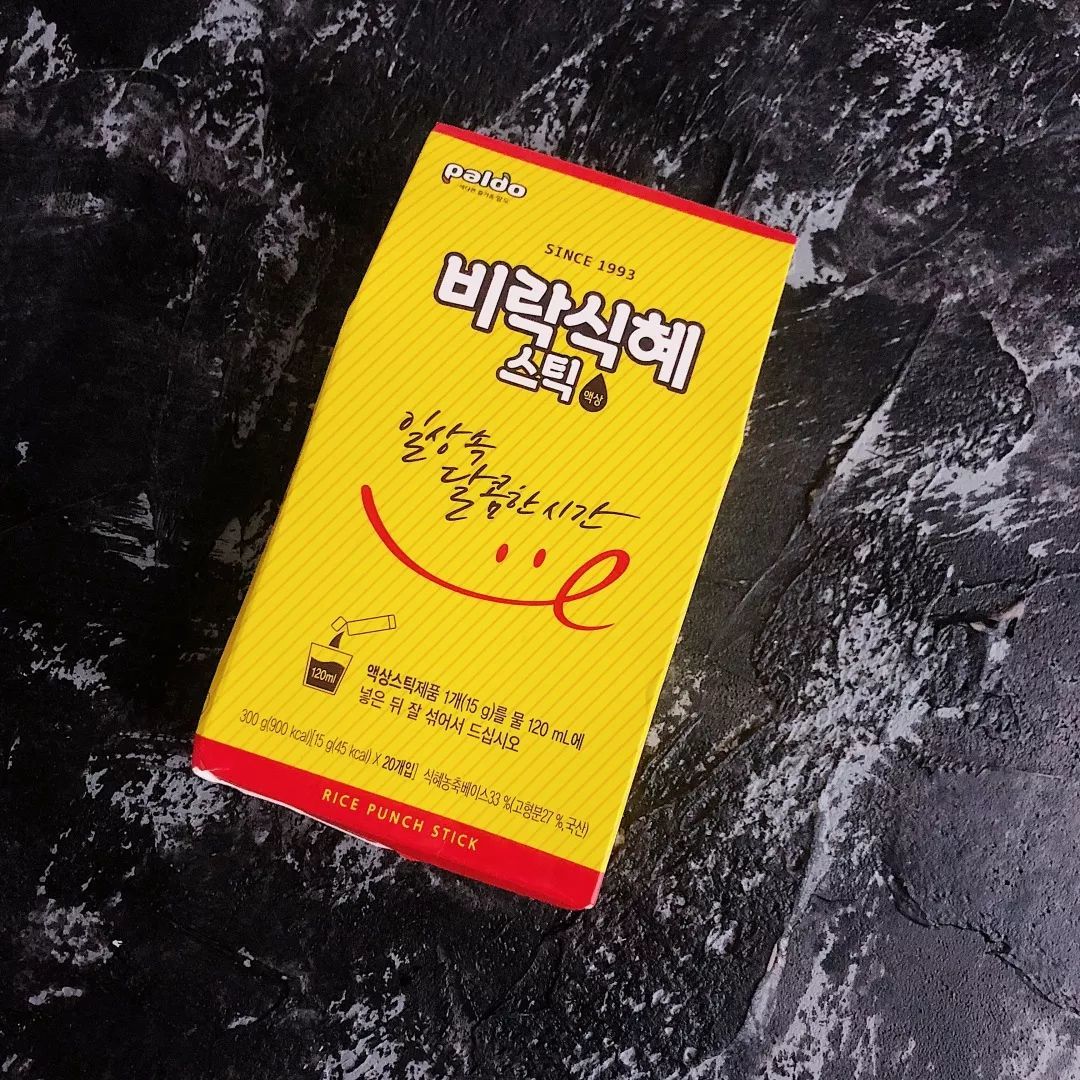 paldo
SINCE 1993
비락식혜
스틱 액상
일상 속
달콤한 시간
120ml
액상스틱제품 1개(15 g)를 물 120 mL에
넣은 뒤 잘 섞어서 드십시오
300 g(900 kcal)[15 g(45 kcal) X 20개입] 식혜농축베이스33 %(고형분27 %, 국산)
RICE PUNCH STICK